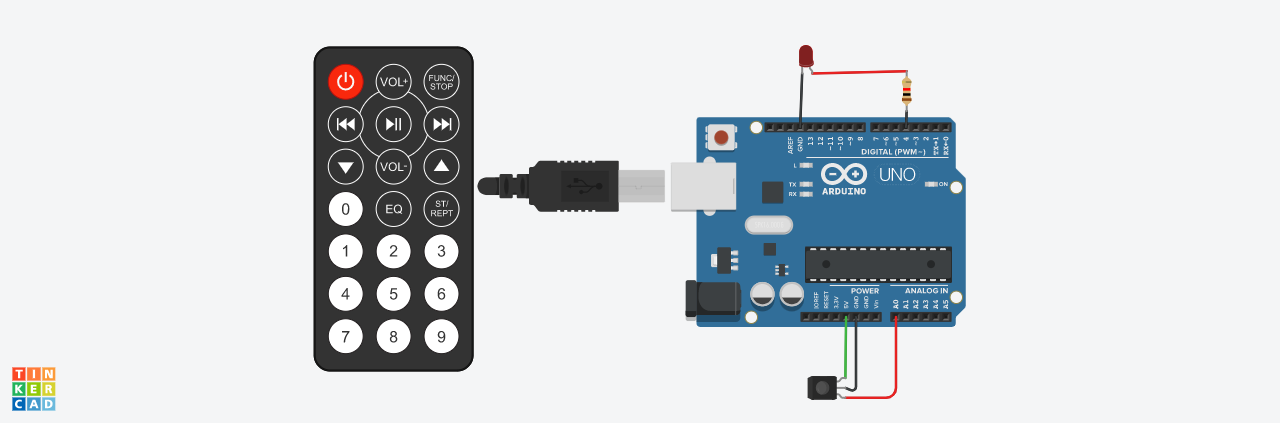 VOL+
FUNC/
STOP
VOL-
0
EQ
ST/
REPT
1 2 3
4 5 6
7 8 9
AREF
GND
13
12
~11
~10
~9
8
7
~6
~5
4
~3
2
TX→1
RX←0
DIGITAL (PWM~)
L
TX
RX
ARDUINO
UNO
ON
POWER
ANALOG IN
IOREF
RESET
3.3V
5V
GND
GND
Vin
A0
A1
A2
A3
A4
A5
TIN
KER
CAD